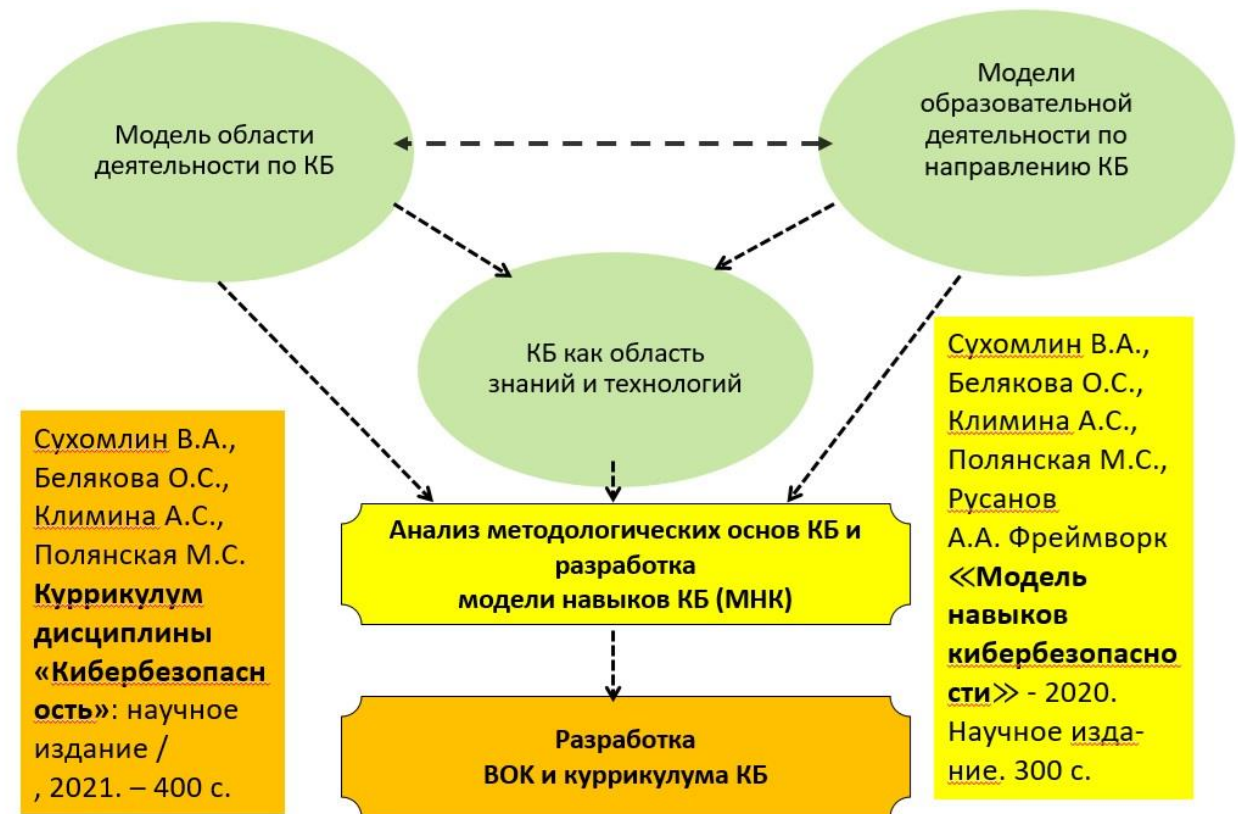 Модель области
деятельности по КБ
Модели
образовательной
деятельности по
направлению КБ
КБ как область
знаний и технологий
Сухомлин В.А.,
Белякова О.С.,
Климина А.С.,
Полянская М.С.
Куррикулум
дисциплины
«Кибербезопасн
ость»: научное
издание /
, 2021. – 400 с.
Анализ методологических основ КБ и
разработка
модели навыков КБ (МНК)
Разработка
BOK и куррикулума КБ
Сухомлин В.А.,
Белякова О.С.,
Климина А.С.,
Полянская М.С.,
Русанов
А.А. Фреймворк
≪Модель
навыков
кибербезопасно
сти≫ - 2020.
Научное изда-
ние. 300 с.